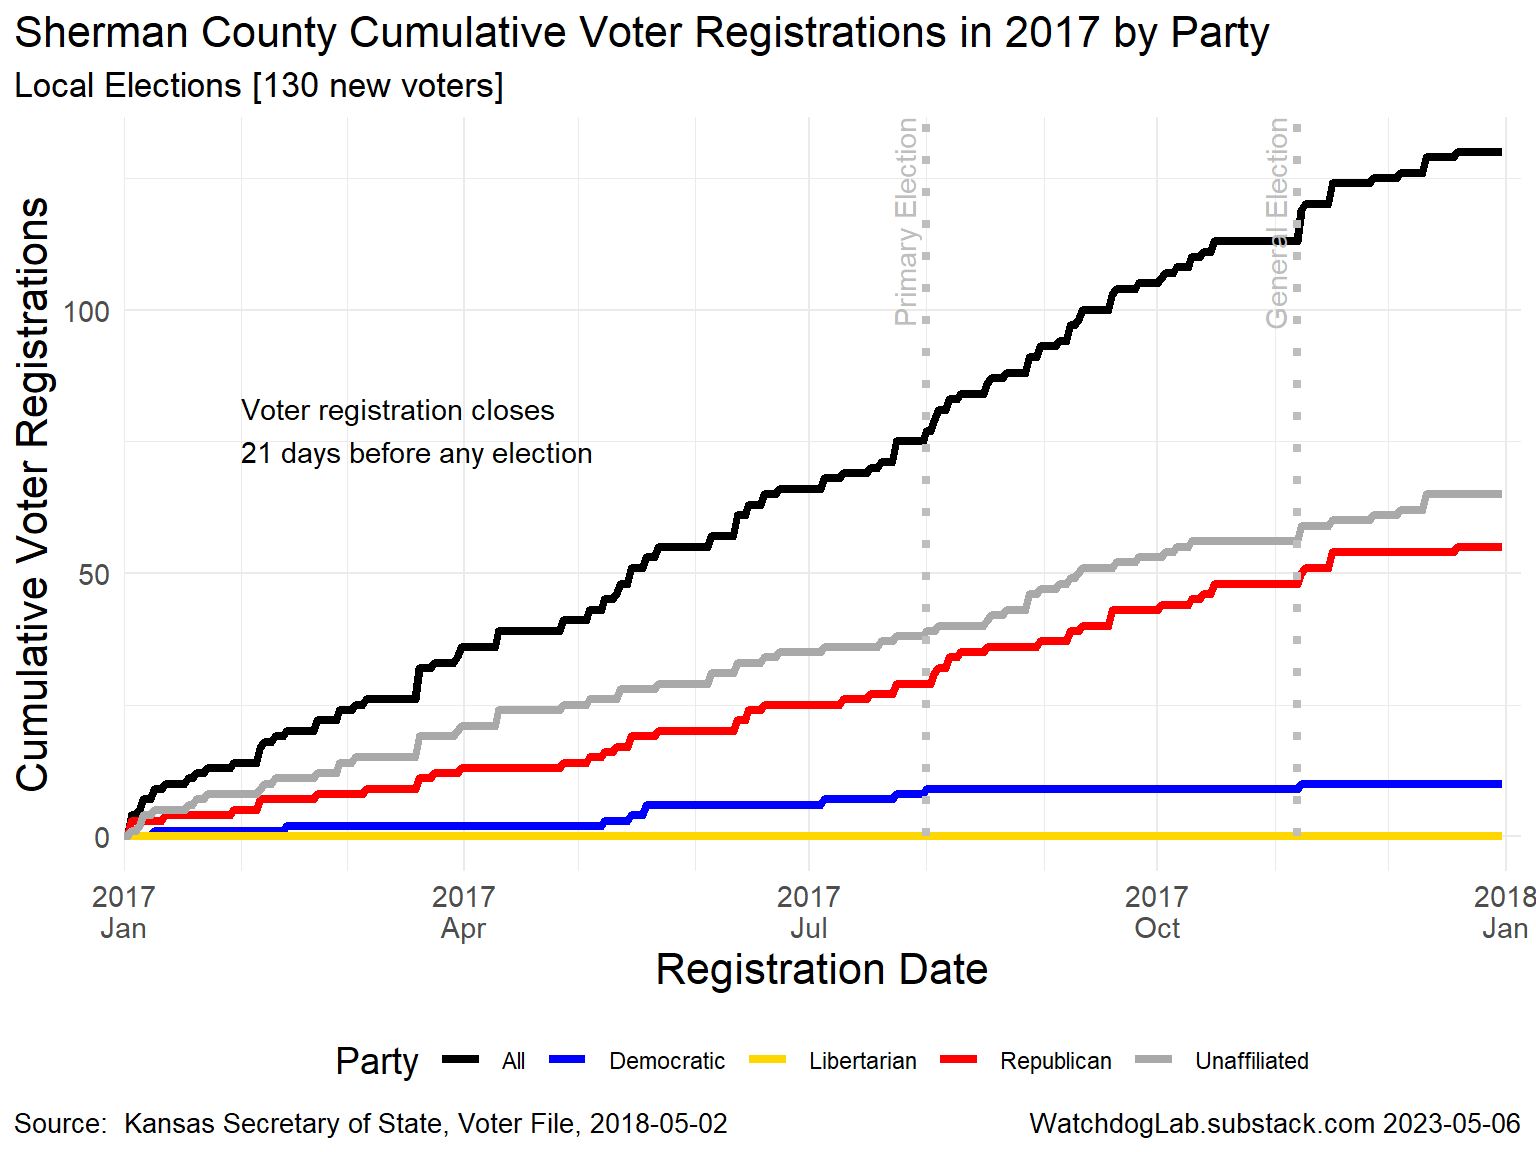 Sherman County Cumulative Voter Registrations in 2017 by Party
Local Elections [130 new voters]
Cumulative Voter Registrations
100
50
0
Primary Election
General Election
Voter registration closes
21 days before any election
2017 2017 2017 2017 2018
Jan Apr Jul Oct Jan
Registration Date
Party All Democratic Libertarian Republican Unaffiliated
Source:  Kansas Secretary of State, Voter File, 2018-05-02
WatchdogLab.substack.com 2023-05-06